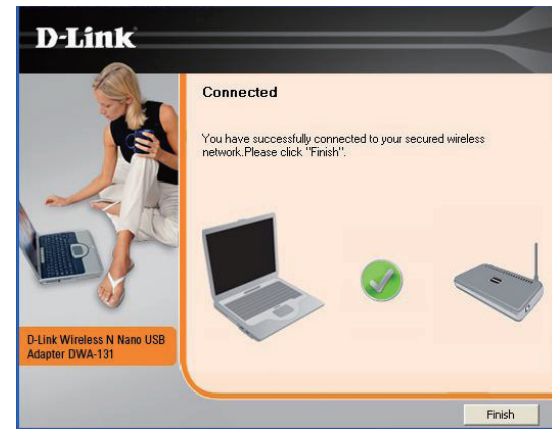 D-Link
Connected
You have successfully connected to your secured wireless
network.Please click "Finish".
D-Link Wireless N Nano USB
Adapter DWA-131
Finish